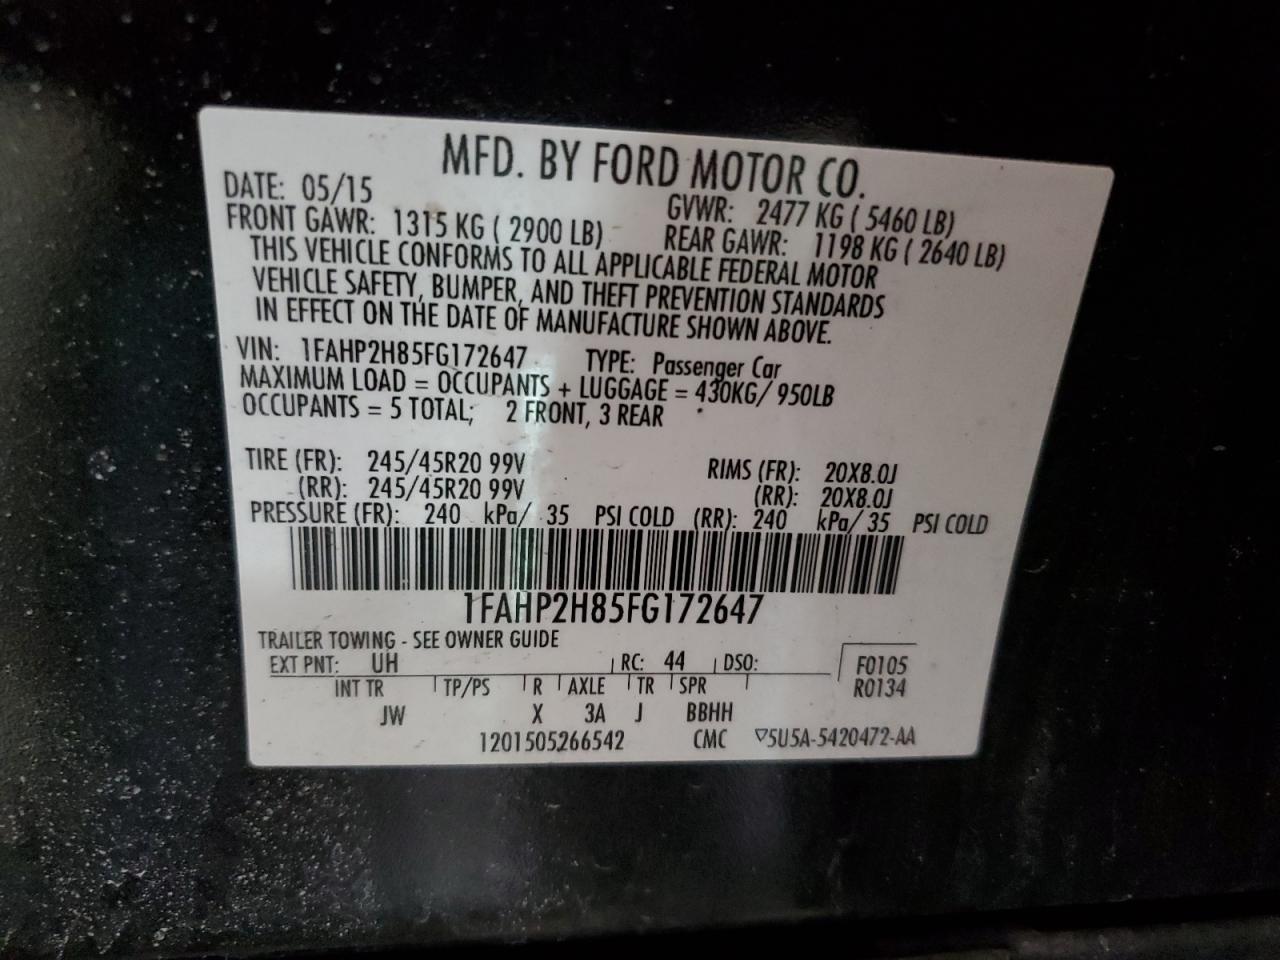 MFD. BY FORD MOTOR CO.
DATE: 05/15 GVWR: 2477 KG ( 5460 LB)
FRONT GAWR: 1315 KG ( 2900 LB) REAR GAWR: 1198 KG ( 2640 LB)
THIS VEHICLE CONFORMS TO ALL APPLICABLE FEDERAL MOTOR
VEHICLE SAFETY, BUMPER, AND THEFT PREVENTION STANDARDS
IN EFFECT ON THE DATE OF MANUFACTURE SHOWN ABOVE.
VIN: 1FAHP2H85FG172647 TYPE: Passenger Car
MAXIMUM LOAD = OCCUPANTS + LUGGAGE = 430KG/ 950LB
OCCUPANTS = 5 TOTAL; 2 FRONT, 3 REAR
TIRE (FR): 245/45R20 99V RIMS (FR): 20X8.0J
(RR): 245/45R20 99V (RR): 20X8.0J
PRESSURE (FR): 240 kPa/ 35 PSI COLD (RR): 240 kPa/ 35 PSI COLD
1FAHP2H85FG172647
TRAILER TOWING - SEE OWNER GUIDE
EXT PNT: UH RC: 44 DSO: F0105
INT TR TP/PS R AXLE TR SPR R0134
JW X 3A J BBHH
1201505266542 CMC ▽5U5A-5420472-AA